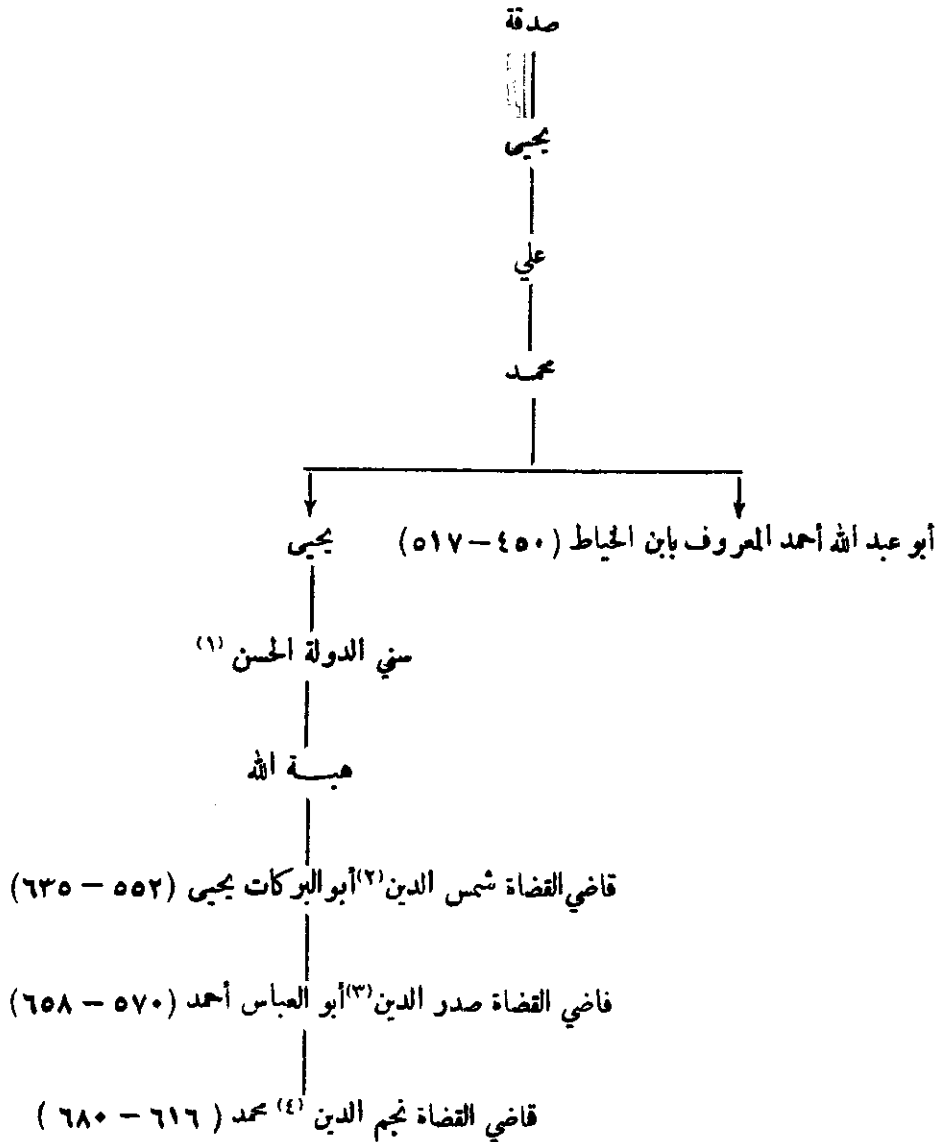 صدقة
يحيى
علي
محمد
أبو عبد الله أحمد المعروف بابن الخياط (٤٥٠ – ٥١٧) يحيى
سني الدولة الحسن (١)
هبة الله
قاضي القضاة شمس الدين (٢) أبو البركات يحيى (٥٥٢ – ٦٣٥)
فاضي القضاة صدر الدين (٣) أبو العباس أحمد (٥٧٠ – ٦٥٨)
قاضي القضاة نجم الدين (٤) محمد (٦١٦ – ٦٨٠)